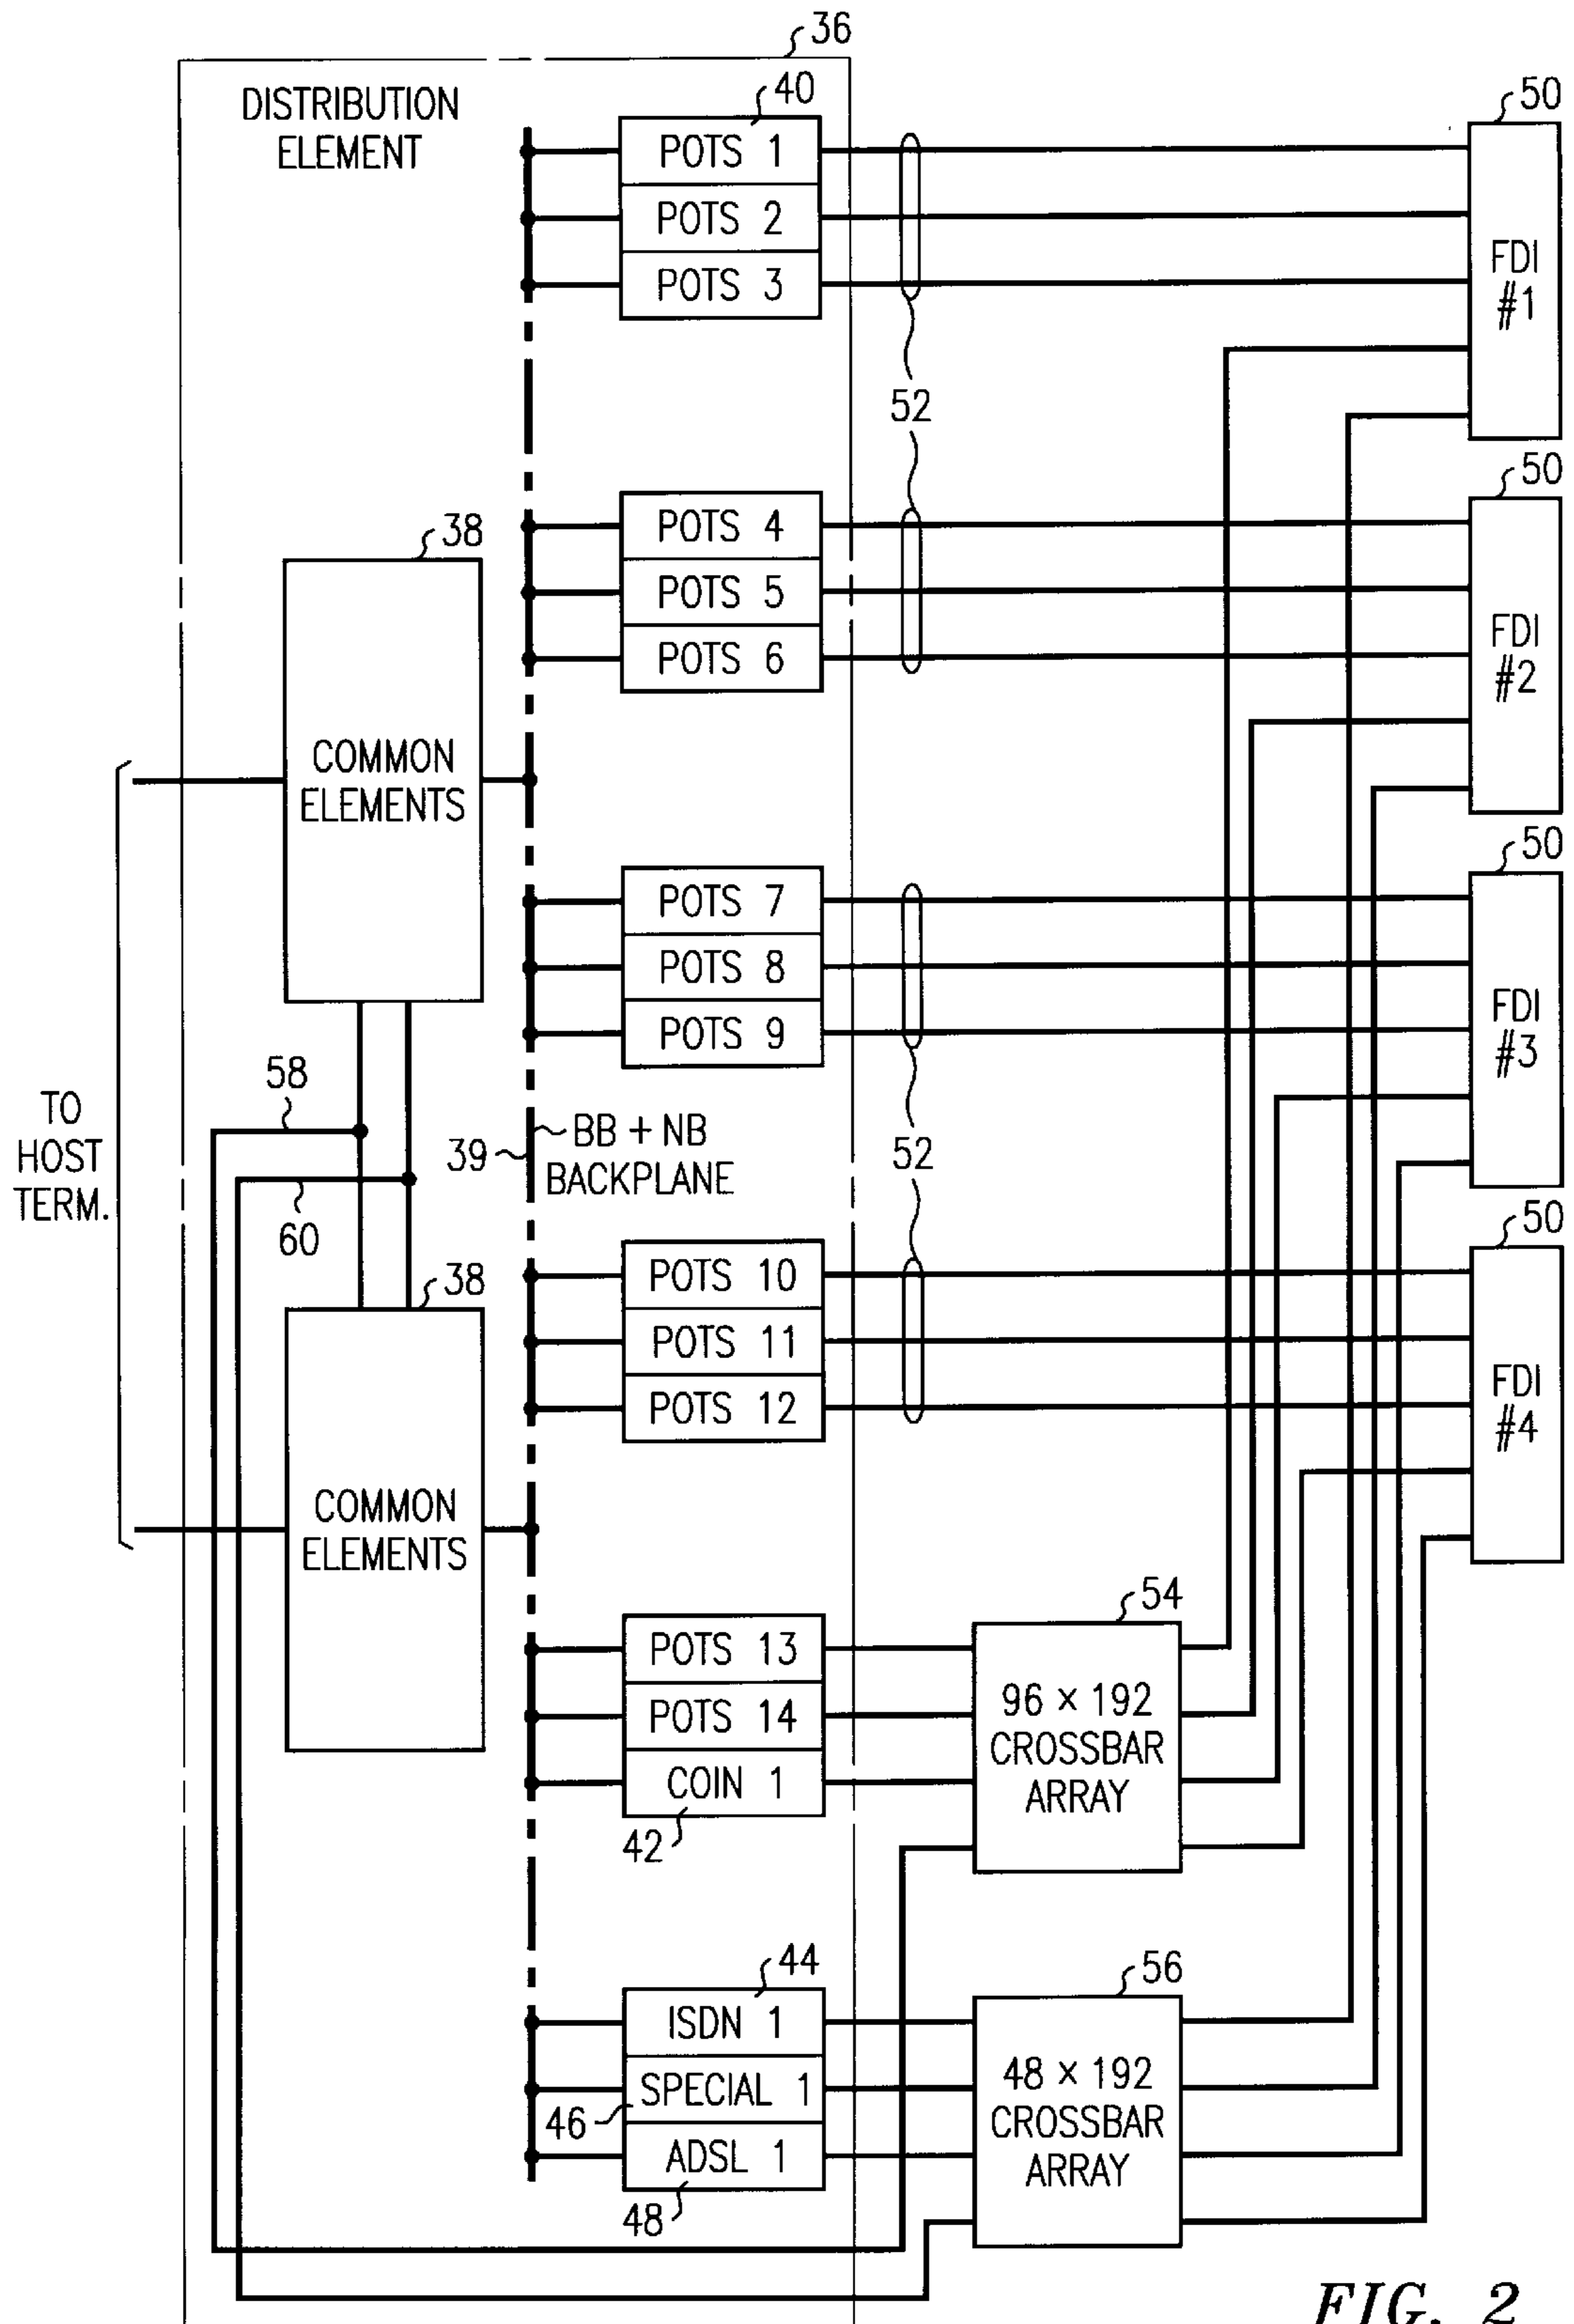 36
DISTRIBUTION
ELEMENT
40
50
POTS 1
POTS 2
POTS 3
FDI
#1
52
50
38
POTS 4
POTS 5
POTS 6
FDI
#2
COMMON
ELEMENTS
50
POTS 7
POTS 8
POTS 9
FDI
#3
58
TO
HOST
TERM.
39
BB + NB
BACKPLANE
52
60
50
38
POTS 10
POTS 11
POTS 12
FDI
#4
COMMON
ELEMENTS
54
POTS 13
POTS 14
COIN 1
42
96 × 192
CROSSBAR
ARRAY
44
56
ISDN 1
SPECIAL 1
46
ADSL 1
48
48 × 192
CROSSBAR
ARRAY
FIG. 2